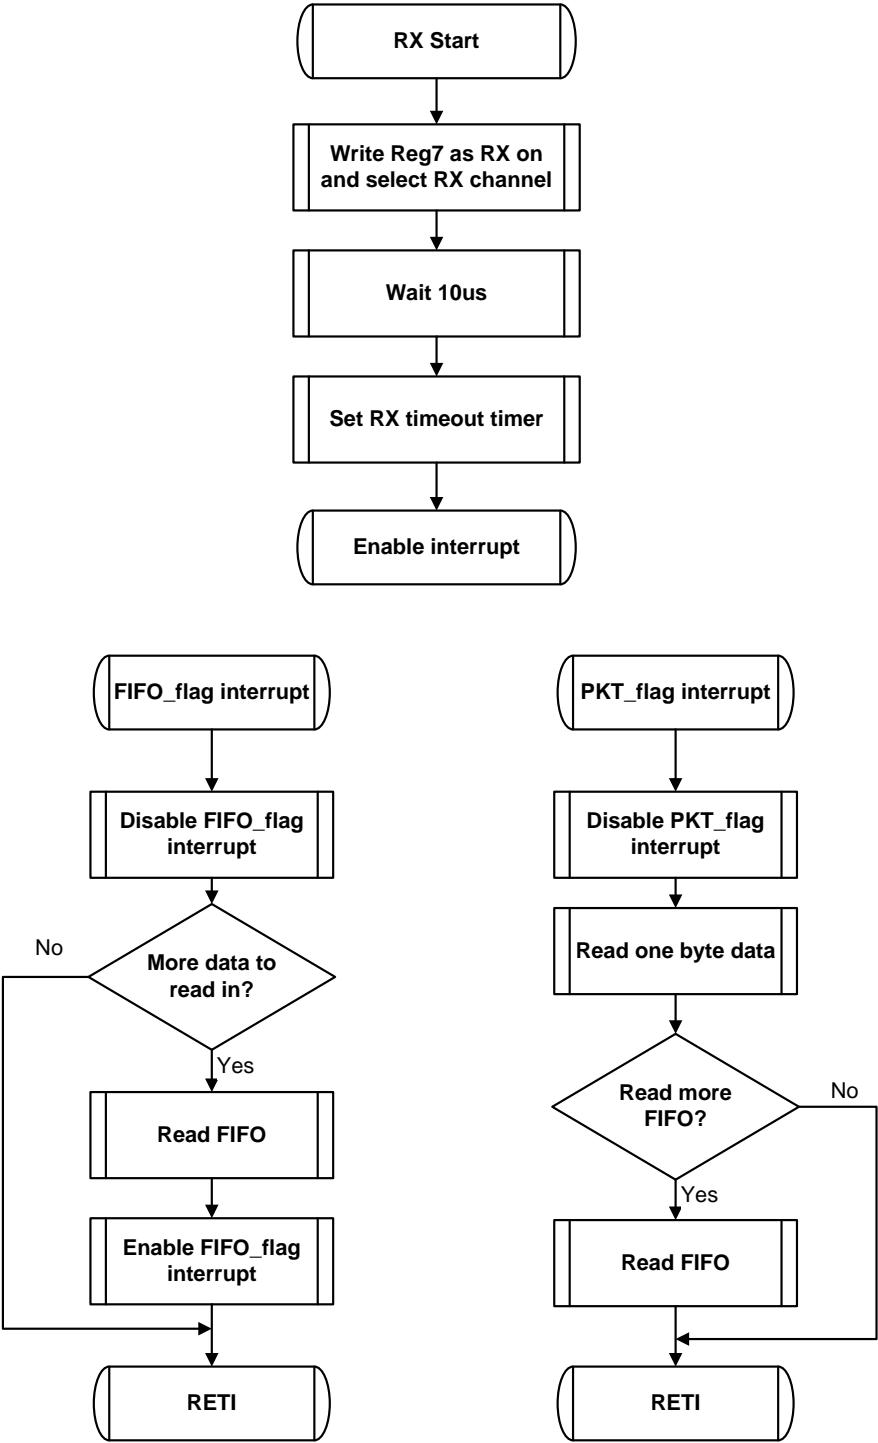 RX Start
Write Reg7 as RX on
and select RX channel
Wait 10us
Set RX timeout timer
Enable interrupt
FIFO_flag interrupt
Disable FIFO_flag
interrupt
No
More data to
read in?
Yes
Read FIFO
Enable FIFO_flag
interrupt
RETI
PKT_flag interrupt
Disable PKT_flag
interrupt
Read one byte data
Read more
FIFO?
No
Yes
Read FIFO
RETI